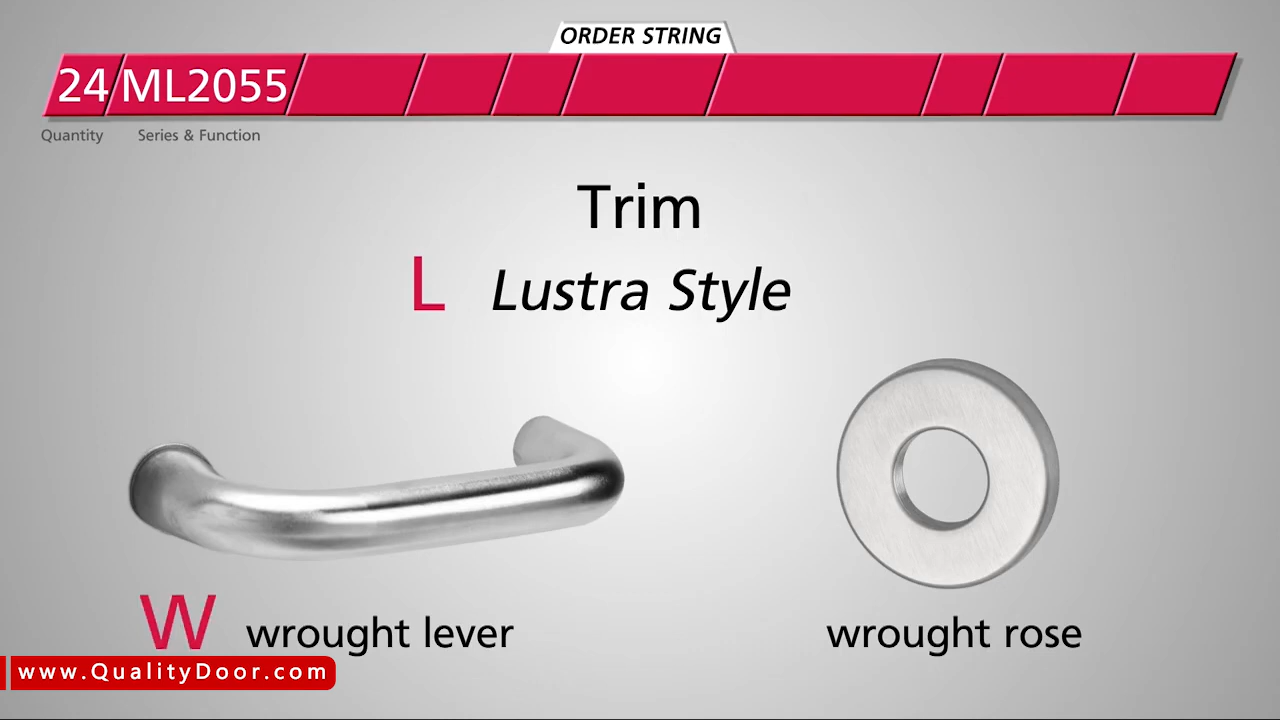 ORDER STRING
24 ML2055
Quantity Series & Function
Trim
L Lustra Style
W wrought lever wrought rose
www.QualityDoor.com